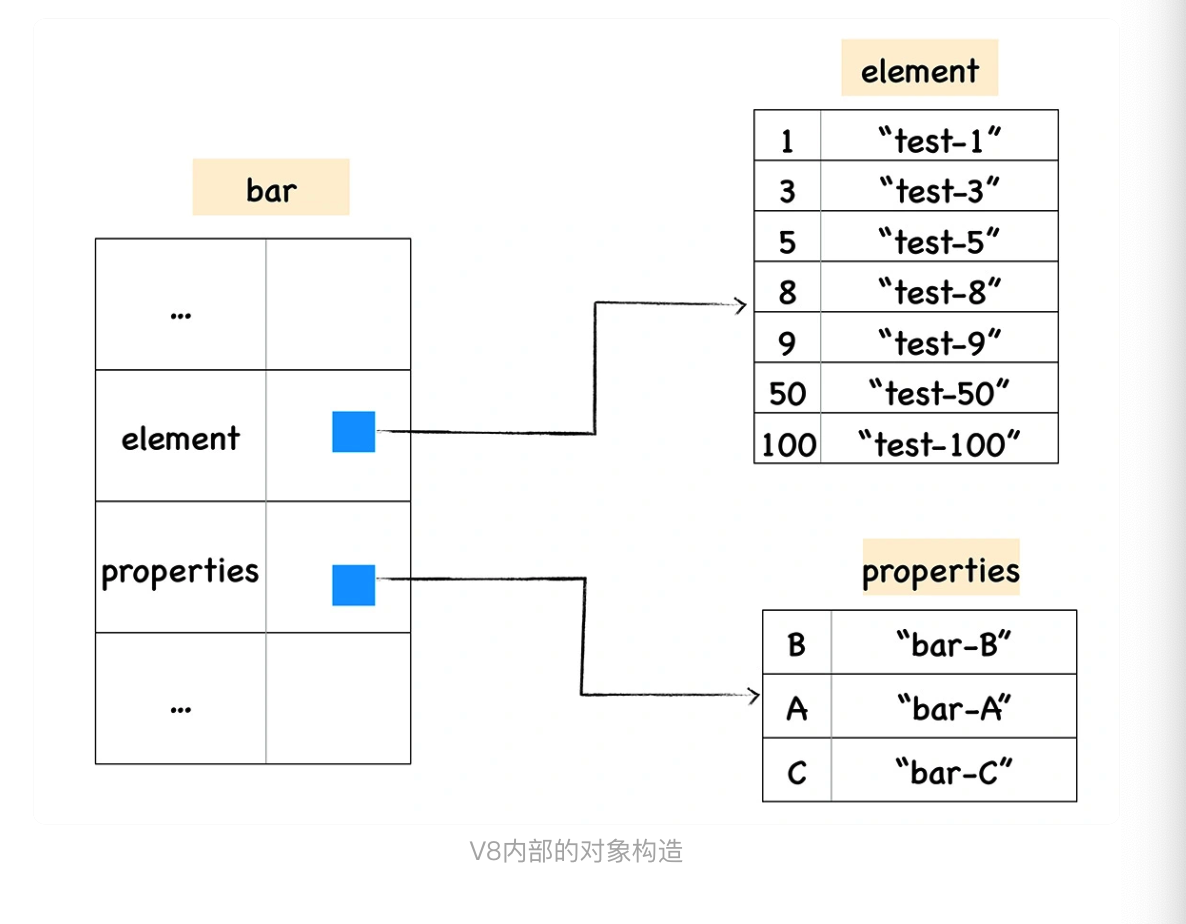 bar
...
element
properties
...
element
1 “test-1”
3 “test-3”
5 “test-5”
8 “test-8”
9 “test-9”
50 “test-50”
100 “test-100”
properties
B “bar-B”
A “bar-A”
C “bar-C”
V8内部的对象构造